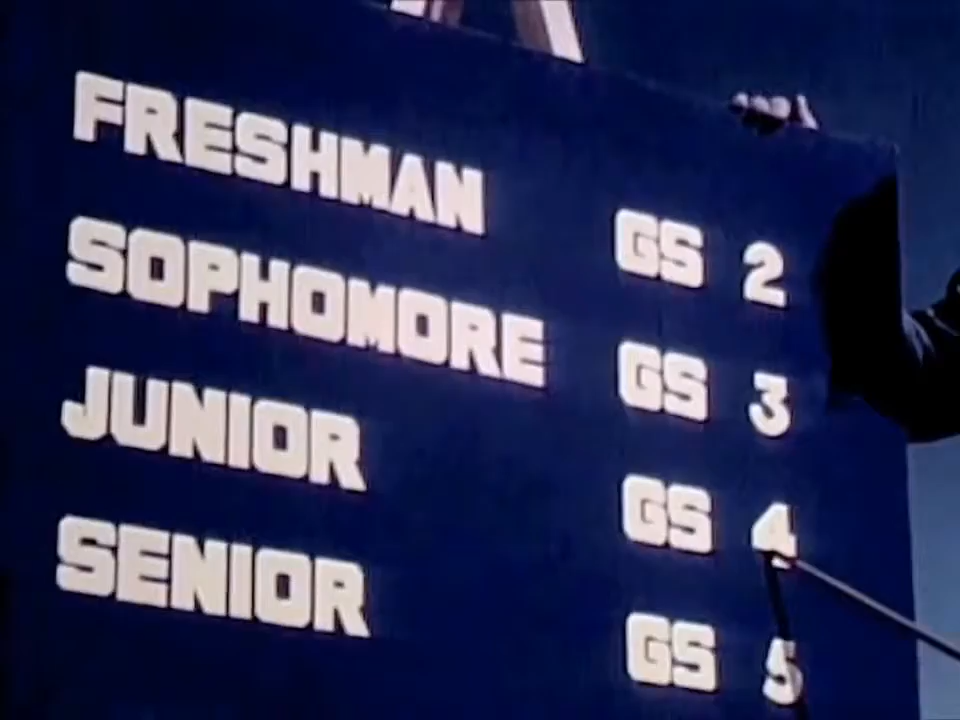 FRESHMAN GS 2
SOPHOMORE GS 3
JUNIOR GS 4
SENIOR GS 5